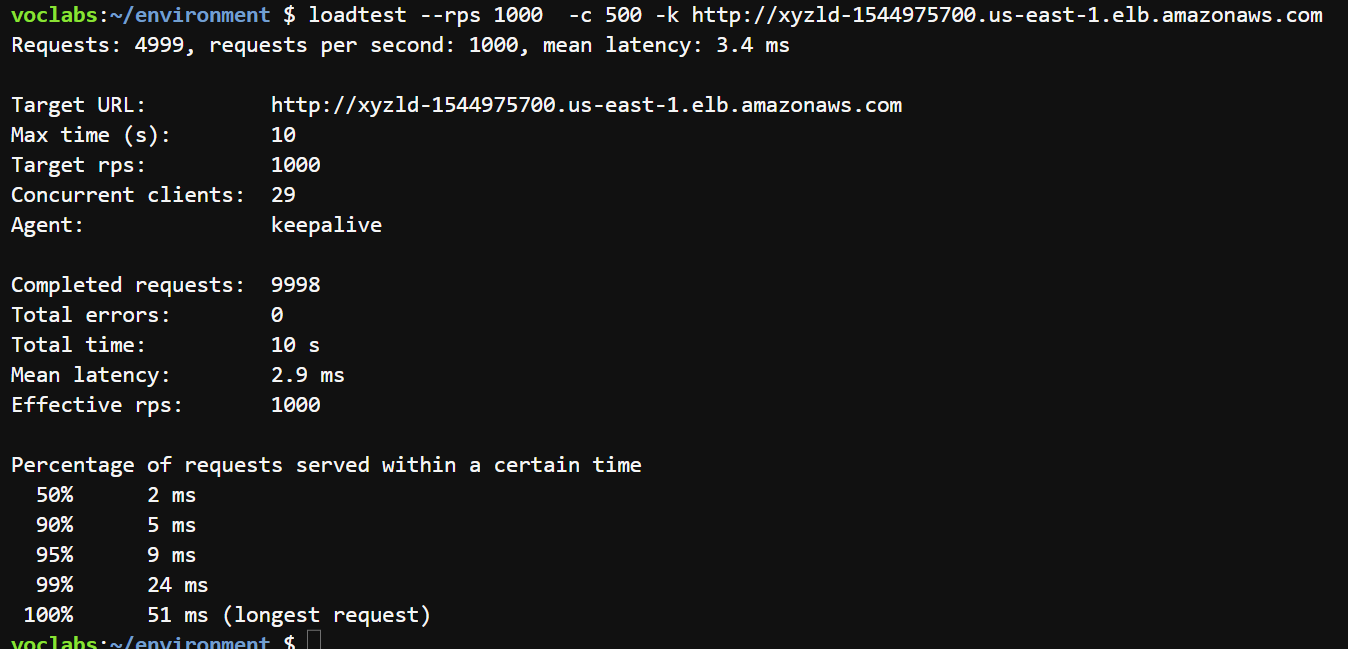 voclabs:~/environment $ loadtest --rps 1000  -c 500 -k http://xyzld-1544975700.us-east-1.elb.amazonaws.com
Requests: 4999, requests per second: 1000, mean latency: 3.4 ms
Target URL:          http://xyzld-1544975700.us-east-1.elb.amazonaws.com
Max time (s):        10
Target rps:          1000
Concurrent clients:  29
Agent:               keepalive
Completed requests:  9998
Total errors:        0
Total time:          10 s
Mean latency:        2.9 ms
Effective rps:       1000
Percentage of requests served within a certain time
  50%      2 ms
  90%      5 ms
  95%      9 ms
  99%      24 ms
 100%      51 ms (longest request)
voclabs:~/environment $